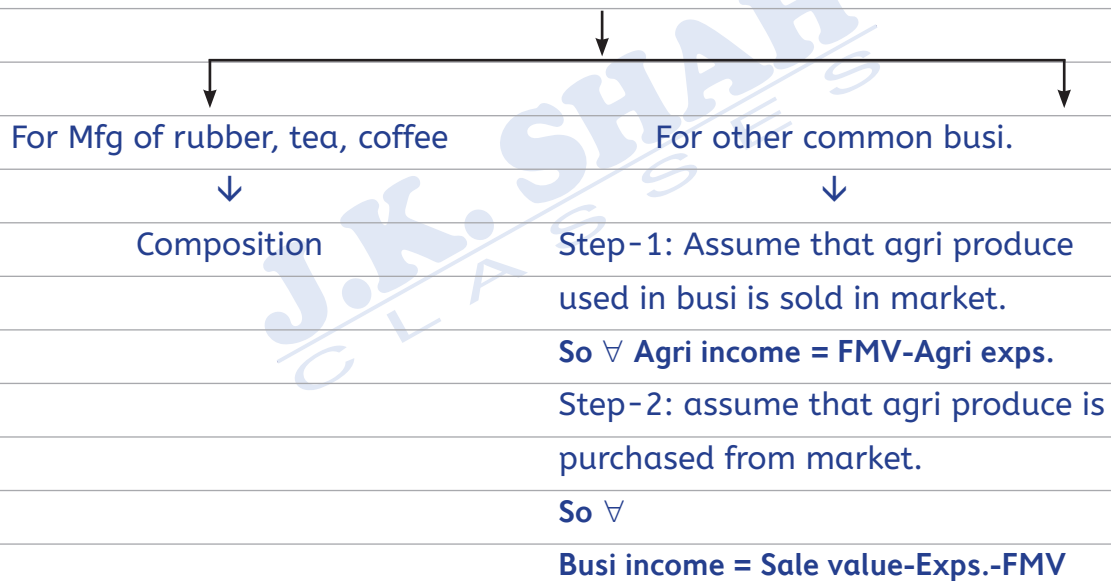 For Mfg of rubber, tea, coffee
For other common busi.
↓
↓
Composition
Step-1: Assume that agri produce
used in busi is sold in market.
So ∀ Agri income = FMV-Agri exps.
Step-2: assume that agri produce is
purchased from market.
So ∀
Busi income = Sale value-Exps.-FMV
J.K. SHAH
CLASSES